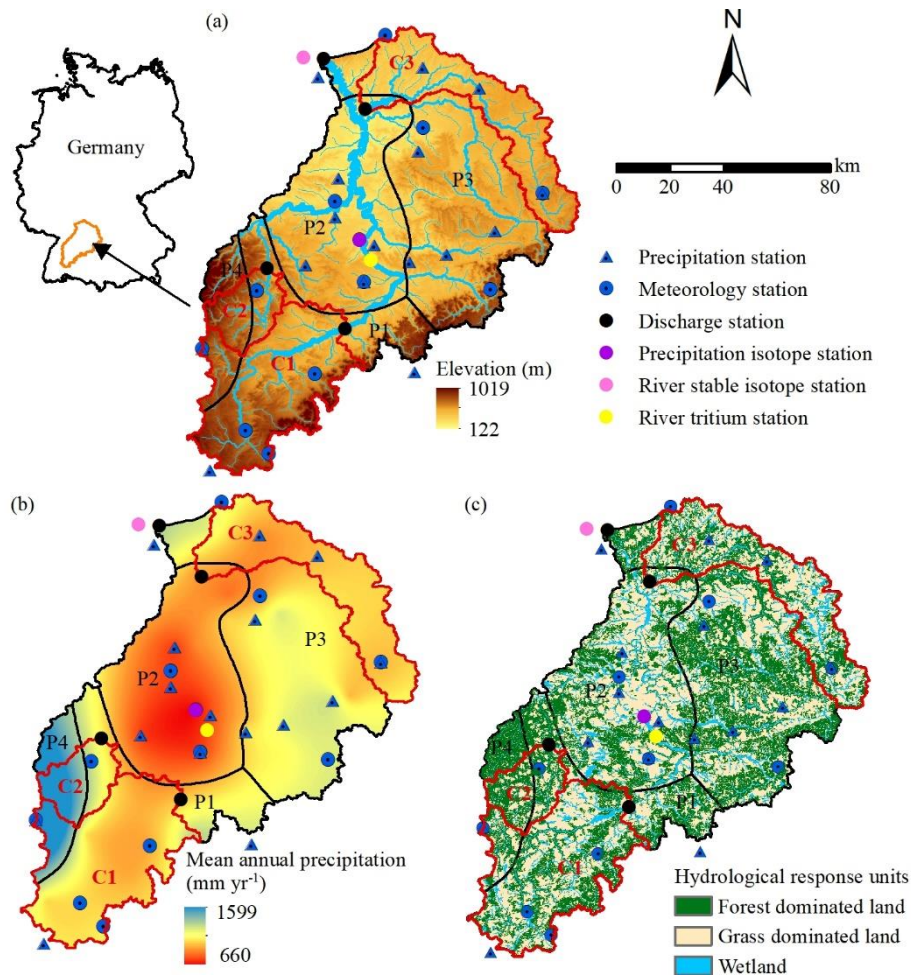 (a)
N
Germany
km
0 20 40 80
C3
P3
P2
P4
C2
P1
C1
Elevation (m)
1019
122
Precipitation station
Meteorology station
Discharge station
Precipitation isotope station
River stable isotope station
River tritium station
(b)
C3
P3
P2
P4
C2
P1
C1
Mean annual precipitation
(mm yr⁻¹)
1599
660
(c)
C3
P3
P2
P4
C2
P1
C1
Hydrological response units
Forest dominated land
Grass dominated land
Wetland